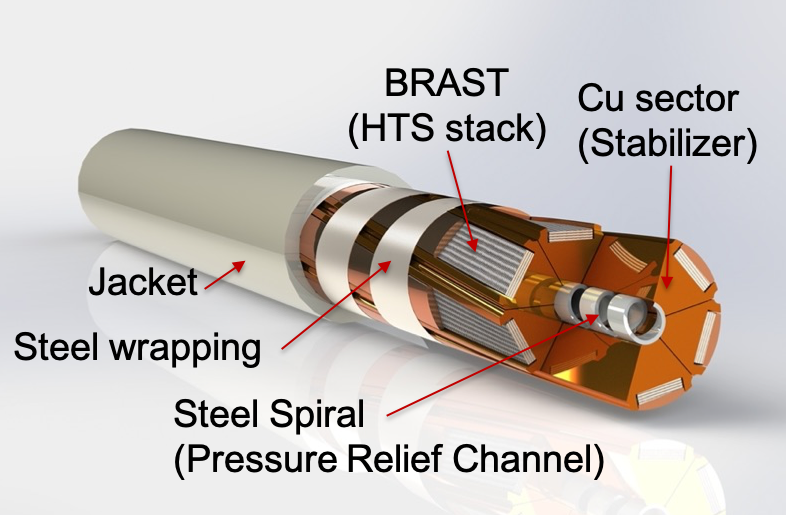 BRAST
(HTS stack)
Cu sector
(Stabilizer)
Jacket
Steel wrapping
Steel Spiral
(Pressure Relief Channel)